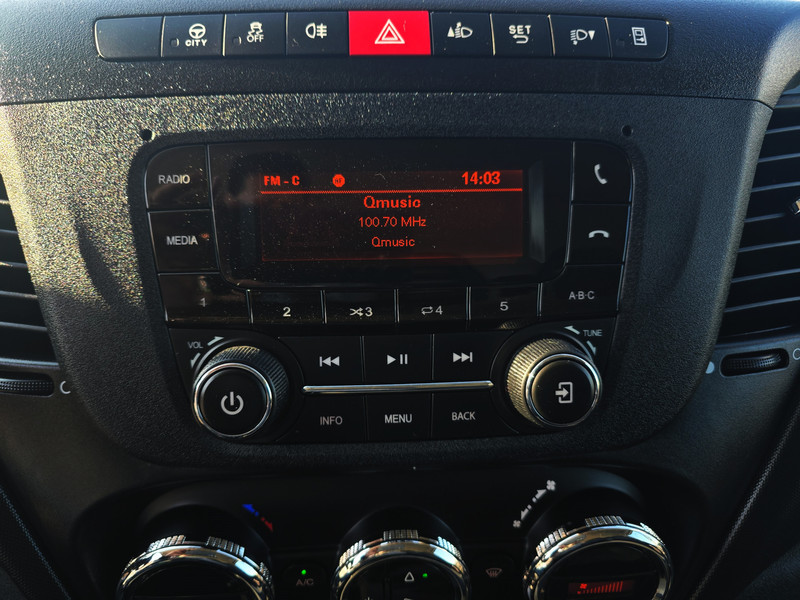 CITY
OFF
SET
RADIO
FM - C
14:03
Qmusic
100.70 MHz
Qmusic
MEDIA
1
2
3
4
5
A·B·C
VOL
TUNE
INFO
MENU
BACK
A/C